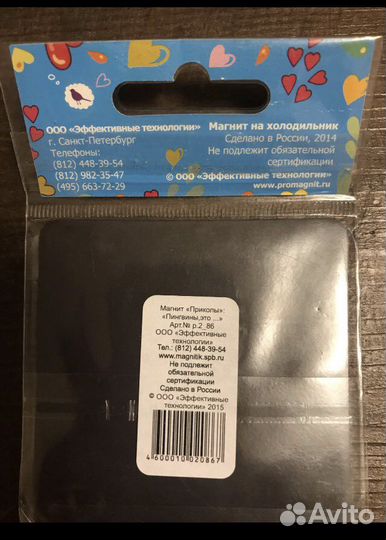 ООО «Эффективные технологии»
г. Санкт-Петербург
Телефоны:
(812) 448-39-54
(812) 982-35-47
(495) 663-72-29
Магнит на холодильник
Сделано в России, 2014
Не подлежит обязательной
сертификации
© ООО «Эффективные технологии»
www.promagnit.ru
Магнит «Приколы»:
«Пингвины,это ...»
Арт.№ р.2_86
ООО «Эффективные
технологии»
Тел.: (812) 448-39-54
www.magnitik.spb.ru
Не подлежит
обязательной
сертификации
Сделано в России
© ООО «Эффективные
технологии» 2015
4600010020867
Avito